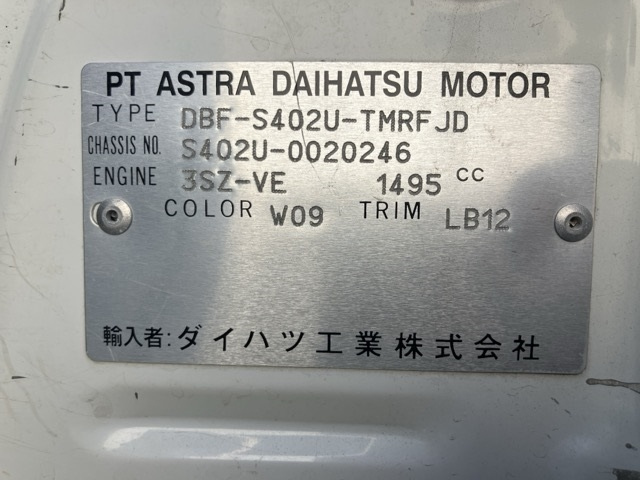 PT ASTRA DAIHATSU MOTOR
TYPE DBF-S402U-TMRFJD
CHASSIS NO. S402U-0020246
ENGINE 3SZ-VE 1495 CC
COLOR W09 TRIM LB12
輸入者: ダイハツ工業株式会社